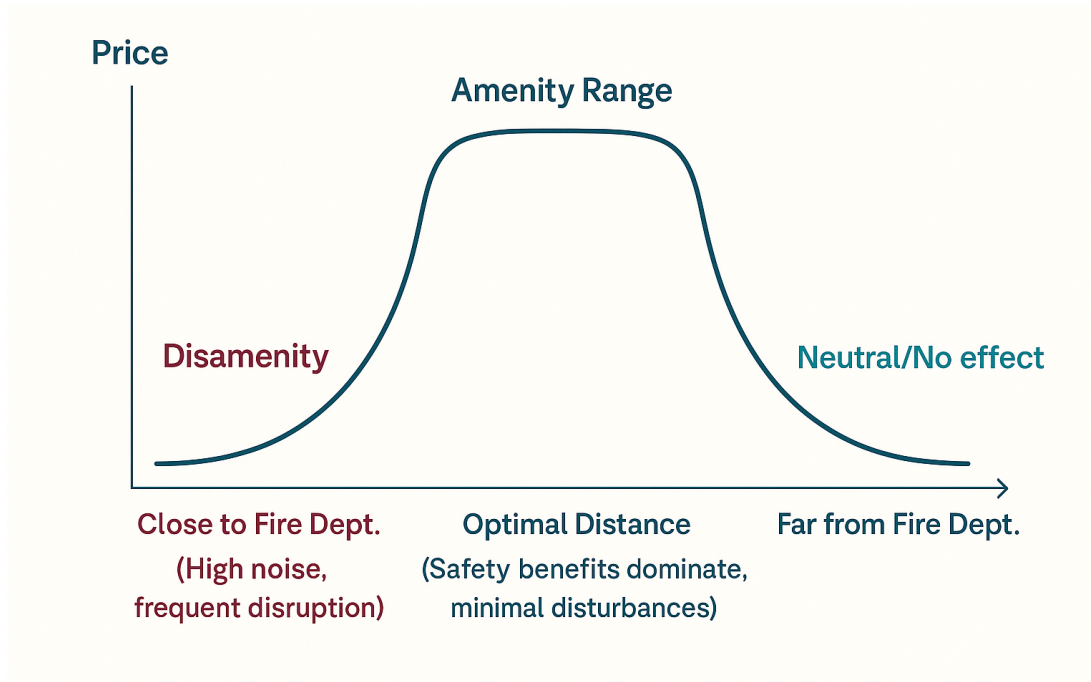 Price
Amenity Range
Disamenity
Neutral/No effect
Close to Fire Dept.
(High noise,
frequent disruption)
Optimal Distance
(Safety benefits dominate,
minimal disturbances)
Far from Fire Dept.